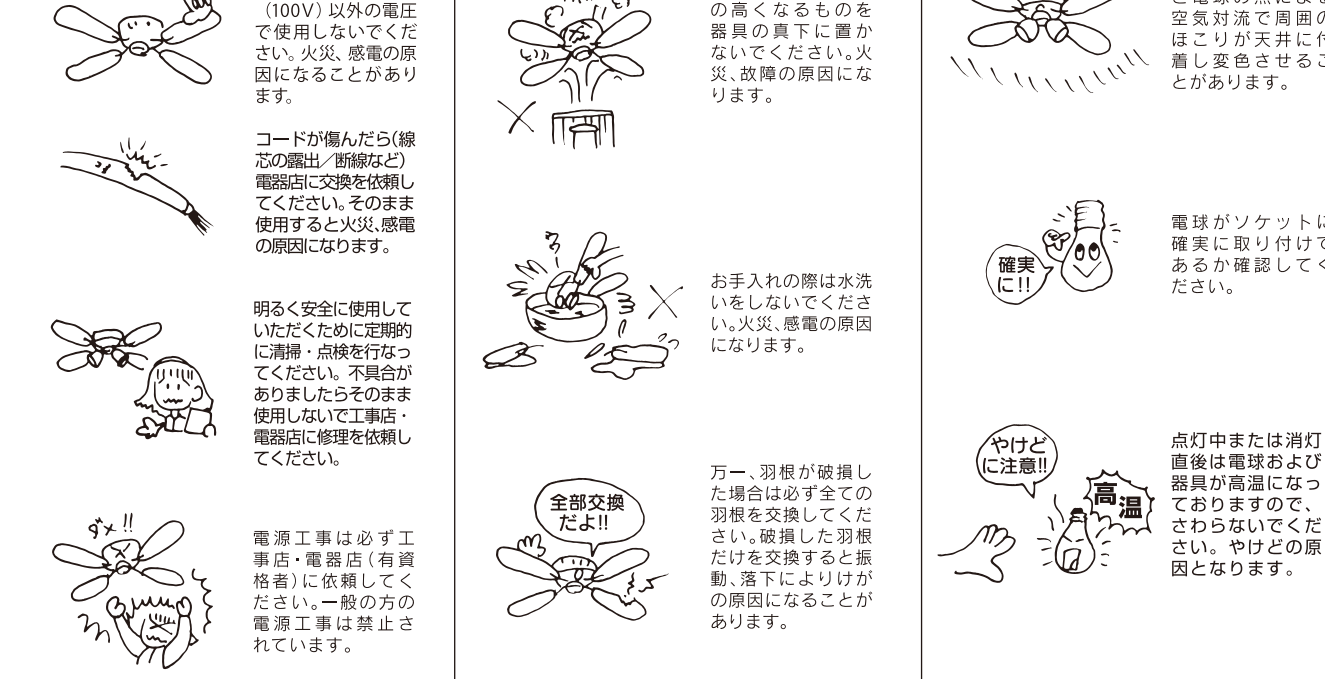 （100V）以外の電圧
で使用しないでくだ
さい。火災、感電の原
因になることがあり
ます。
コードが傷んだら（線
芯の露出／断線など）
電器店に交換を依頼し
てください。そのまま
使用すると火災、感電
の原因になります。
明るく安全に使用して
いただくために定期的
に清掃・点検を行なっ
てください。不具合が
ありましたらそのまま
使用しないで工事店・
電器店に修理を依頼し
てください。
ダメ!!
電源工事は必ず工
事店・電器店（有資
格者）に依頼してく
ださい。一般の方の
電源工事は禁止さ
れています。
の高くなるものを
器具の真下に置か
ないでください。火
災、故障の原因にな
ります。
お手入れの際は水洗
いをしないでくださ
い。火災、感電の原因
になります。
全部交換
だよ!!
万一、羽根が破損し
た場合は必ず全ての
羽根を交換してくだ
さい。破損した羽根
だけを交換すると振
動、落下によりけが
の原因になることが
あります。
空気対流で周囲の
ほこりが天井に付
着し変色させるこ
とがあります。
確実
に!!
電球がソケットに
確実に取り付けて
あるか確認してく
ださい。
やけど
に注意!!
高温
点灯中または消灯
直後は電球および
器具が高温になっ
ておりますので、
さわらないでくだ
さい。やけどの原
因となります。